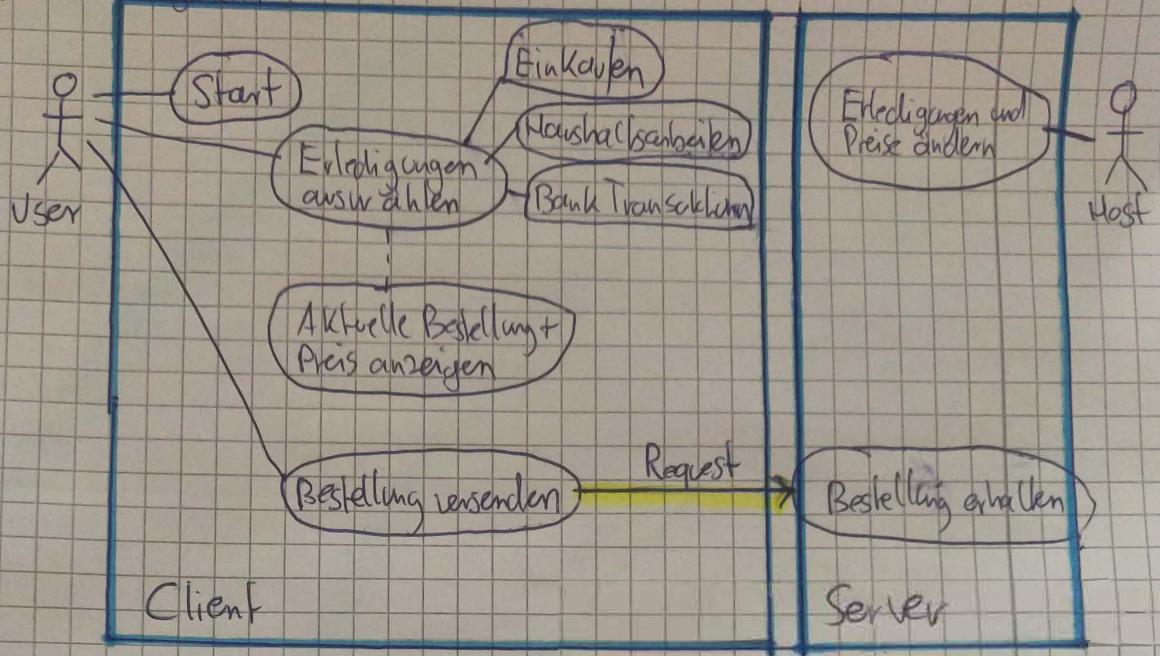 Start
Einkaufen
Haushaltsarbeiten
Erledigungen
auswählen
Bank Transaktion
User
Aktuelle Bestellung +
Preis anzeigen
Bestellung versenden
Request
Client
Erledigungen und
Preise ändern
Host
Bestellung erhalten
Server